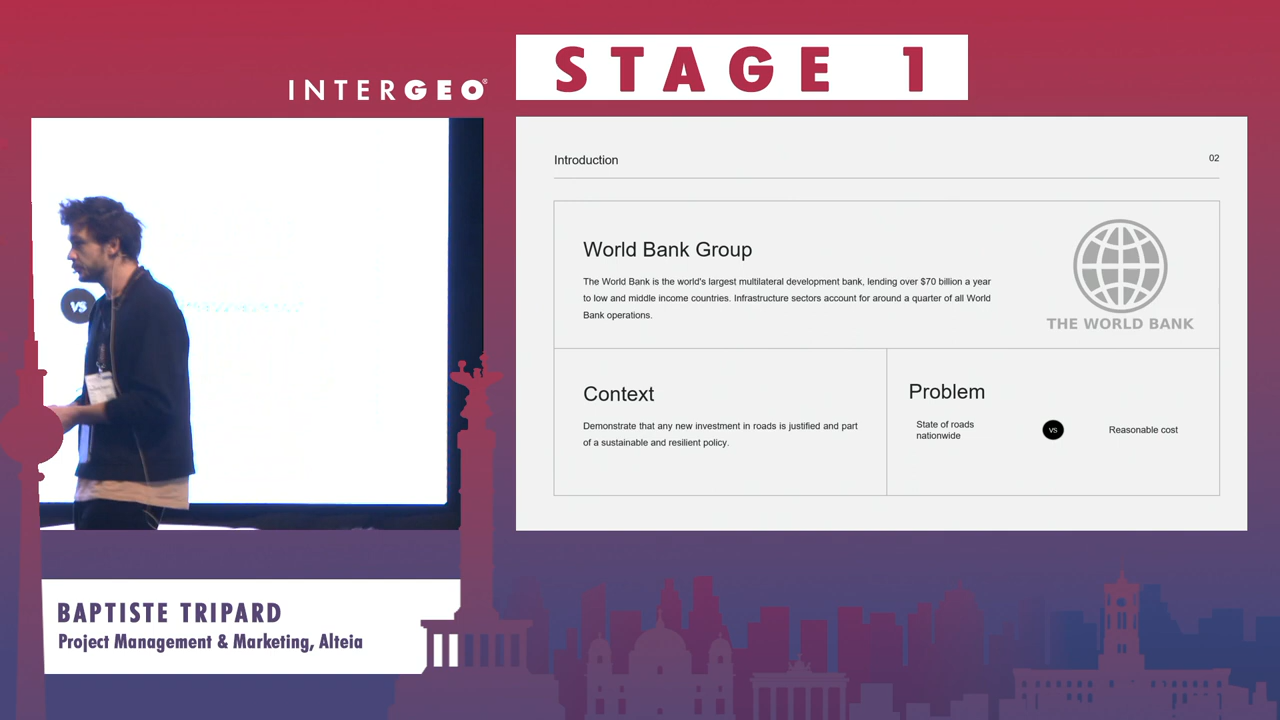 INTERGEO®
STAGE 1
Introduction
02
World Bank Group
The World Bank is the world's largest multilateral development bank, lending over $70 billion a year
to low and middle income countries. Infrastructure sectors account for around a quarter of all World
Bank operations.
THE WORLD BANK
Context
Demonstrate that any new investment in roads is justified and part
of a sustainable and resilient policy.
Problem
State of roads
nationwide
VS
Reasonable cost
VS
BAPTISTE TRIPARD
Project Management & Marketing, Alteia